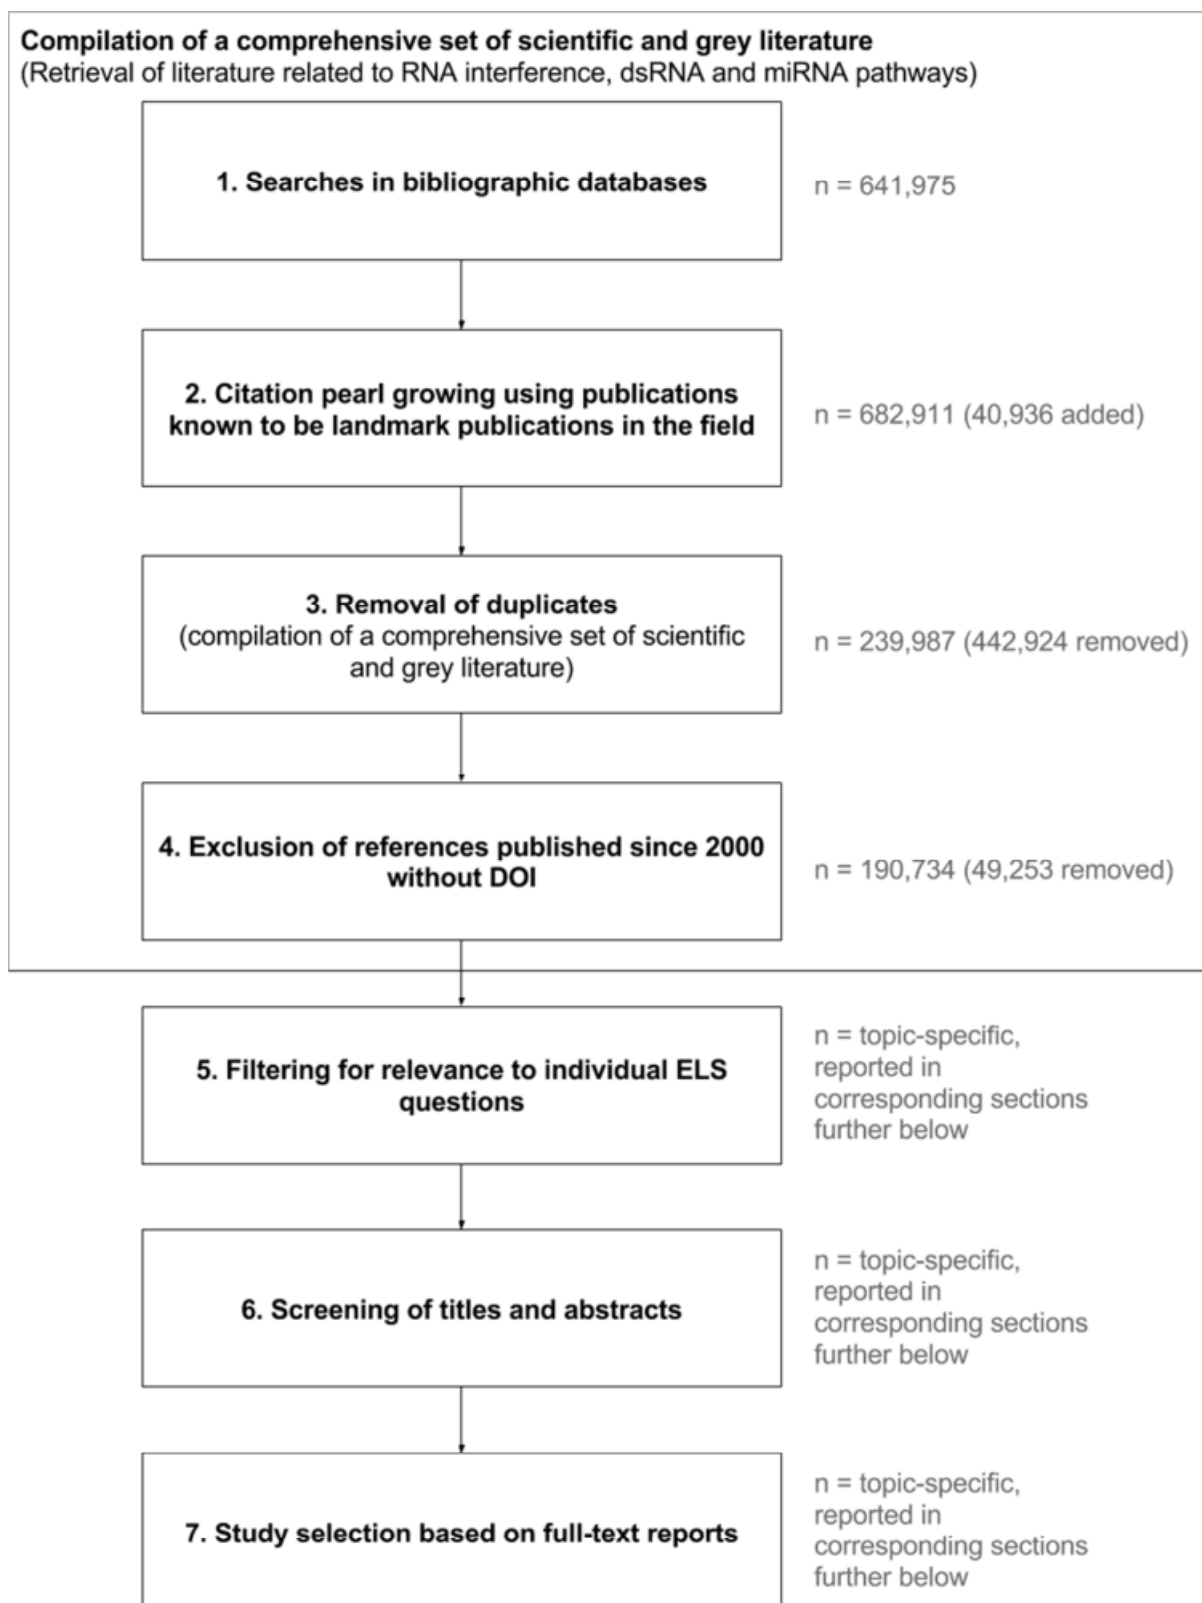 Compilation of a comprehensive set of scientific and grey literature
(Retrieval of literature related to RNA interference, dsRNA and miRNA pathways)
1. Searches in bibliographic databases
n = 641,975
2. Citation pearl growing using publications
known to be landmark publications in the field
n = 682,911 (40,936 added)
3. Removal of duplicates
(compilation of a comprehensive set of scientific
and grey literature)
n = 239,987 (442,924 removed)
4. Exclusion of references published since 2000
without DOI
n = 190,734 (49,253 removed)
5. Filtering for relevance to individual ELS
questions
n = topic-specific,
reported in
corresponding sections
further below
6. Screening of titles and abstracts
n = topic-specific,
reported in
corresponding sections
further below
7. Study selection based on full-text reports
n = topic-specific,
reported in
corresponding sections
further below